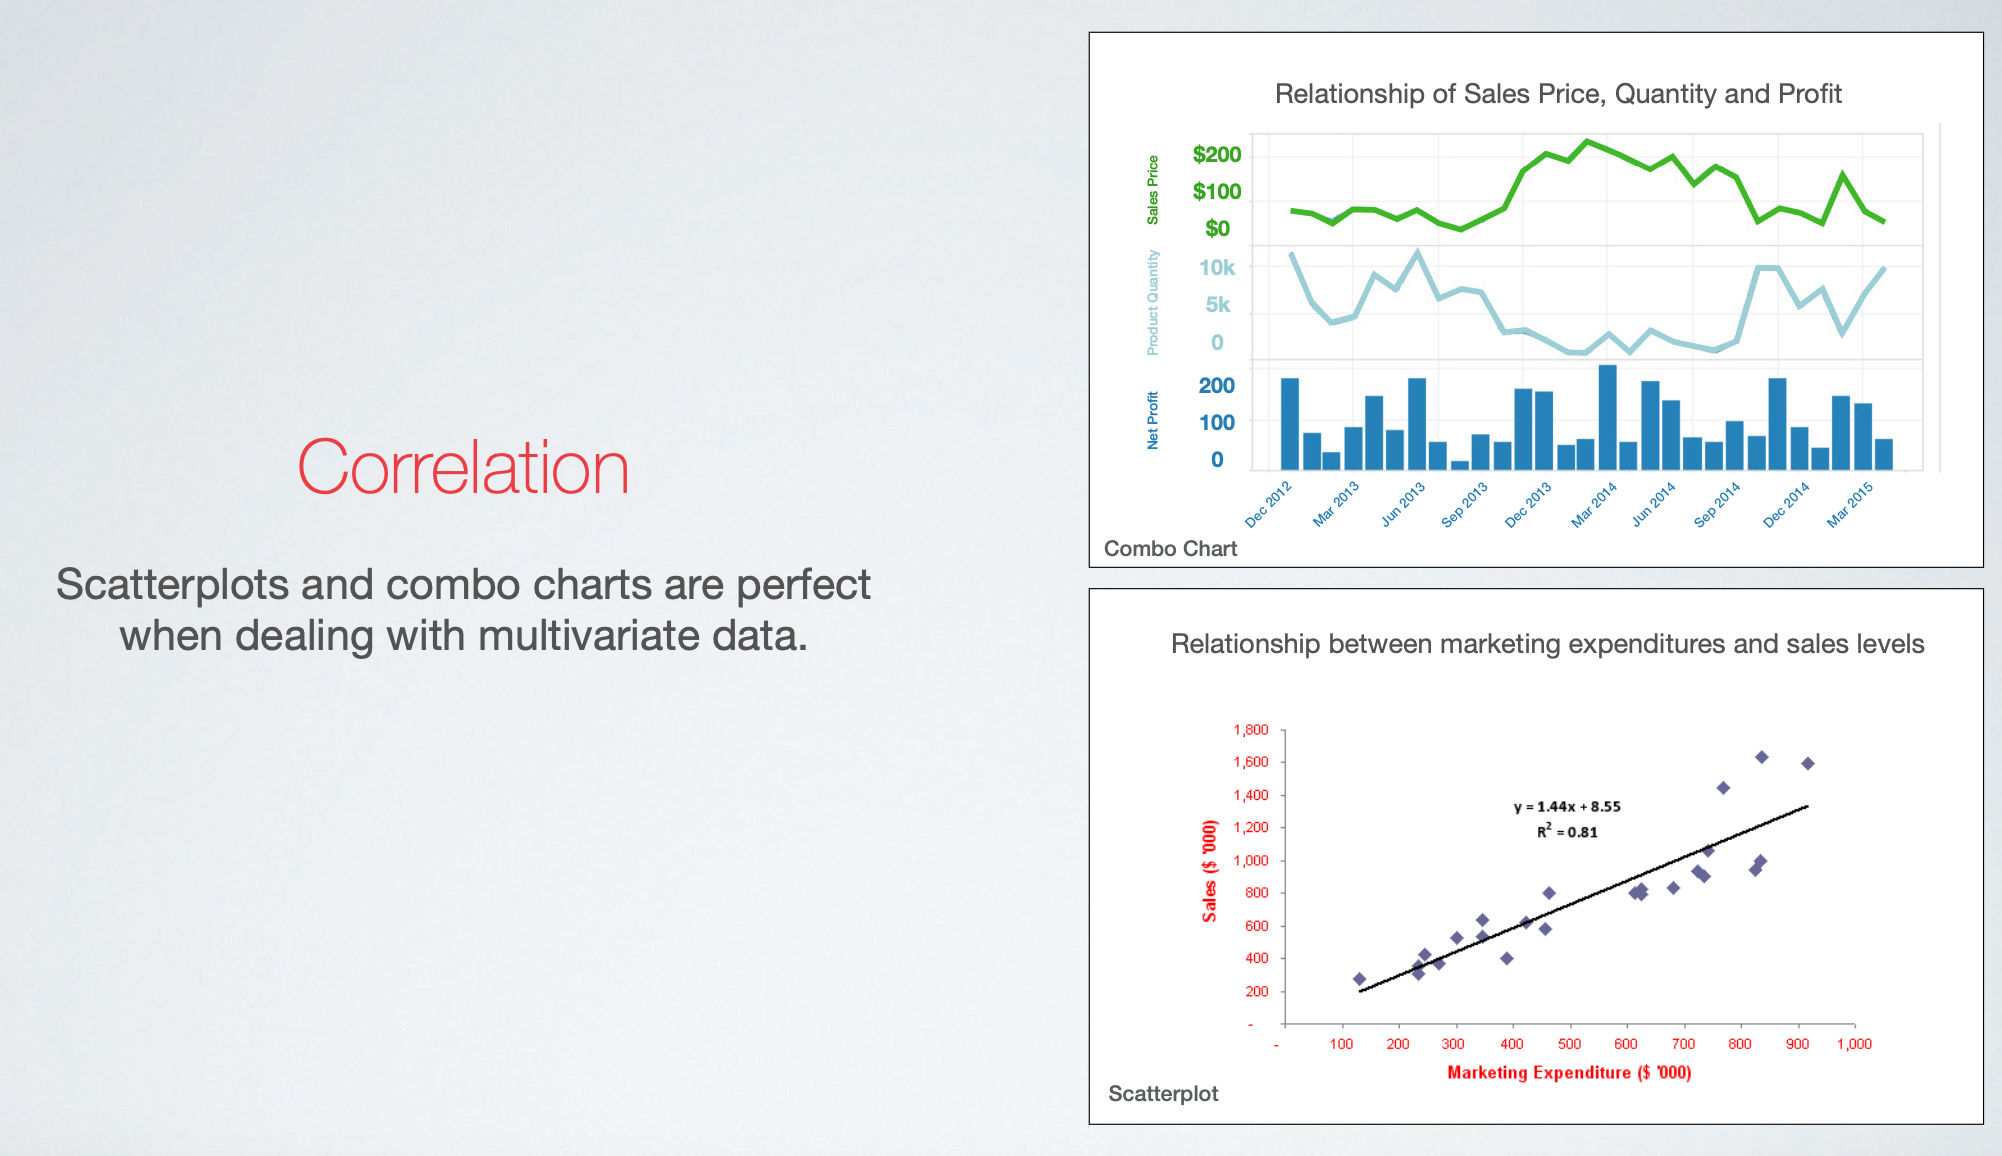 Correlation
Scatterplots and combo charts are perfect
when dealing with multivariate data.
Relationship of Sales Price, Quantity and Profit
Sales Price
$200
$100
$0
Product Quantity
10k
5k
0
Net Profit
200
100
0
Dec 2012
Mar 2013
Jun 2013
Sep 2013
Dec 2013
Mar 2014
Jun 2014
Sep 2014
Dec 2014
Mar 2015
Combo Chart
Relationship between marketing expenditures and sales levels
Sales ($ '000)
1,800
1,600
1,400
1,200
1,000
800
600
400
200
-
y = 1.44x + 8.55
R² = 0.81
- 100 200 300 400 500 600 700 800 900 1,000
Marketing Expenditure ($ '000)
Scatterplot